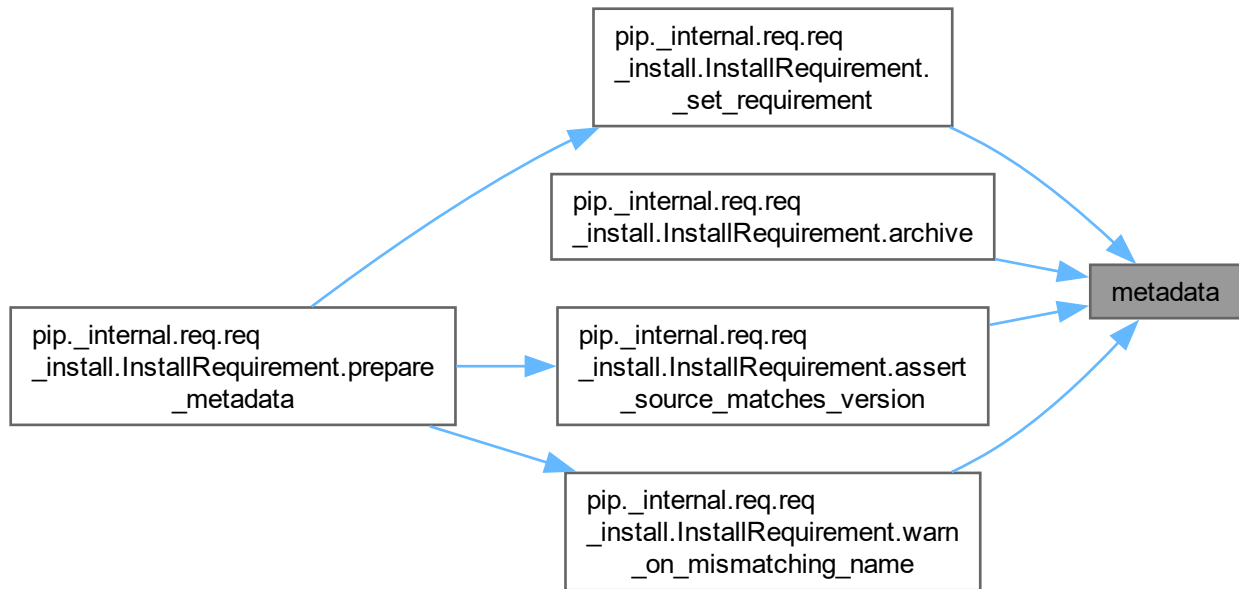 pip._internal.req.req
_install.InstallRequirement.
_set_requirement
pip._internal.req.req
_install.InstallRequirement.archive
metadata
pip._internal.req.req
_install.InstallRequirement.prepare
_metadata
pip._internal.req.req
_install.InstallRequirement.assert
_source_matches_version
pip._internal.req.req
_install.InstallRequirement.warn
_on_mismatching_name